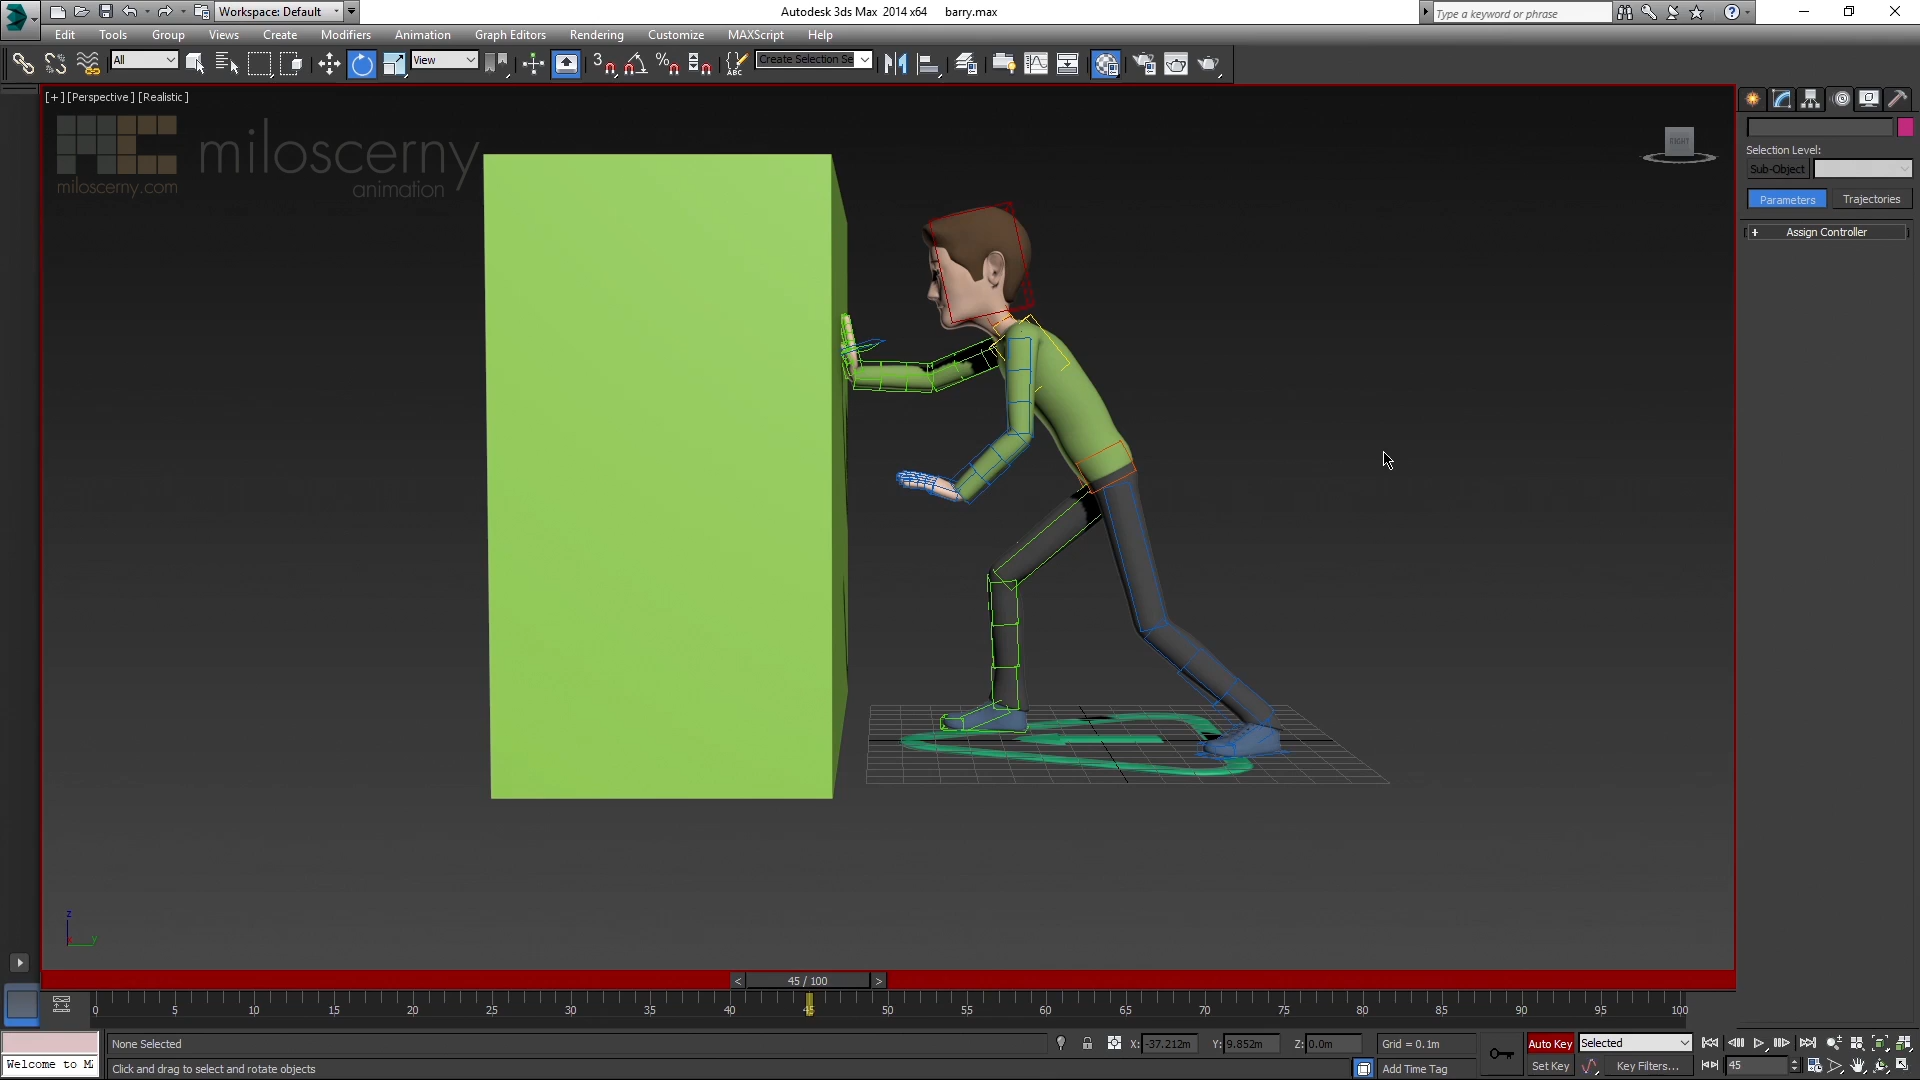 Workspace: Default
Autodesk 3ds Max 2014 x64 barry.max
Type a keyword or phrase
Edit Tools Group Views Create Modifiers Animation Graph Editors Rendering Customize MAXScript Help
All
View
Create Selection Se
[+] [Perspective] [Realistic]
miloscerny
animation
miloscerny.com
RIGHT
Selection Level:
Sub-Object
Parameters Trajectories
+ Assign Controller
z
x y
< 45 / 100 >
0 5 10 15 20 25 30 35 40 45 50 55 60 65 70 75 80 85 90 95 100
None Selected X: -37.212m Y: 9.852m Z: 0.0m Grid = 0.1m Auto Key Selected
Welcome to M
Click and drag to select and rotate objects Add Time Tag Set Key Key Filters... 45